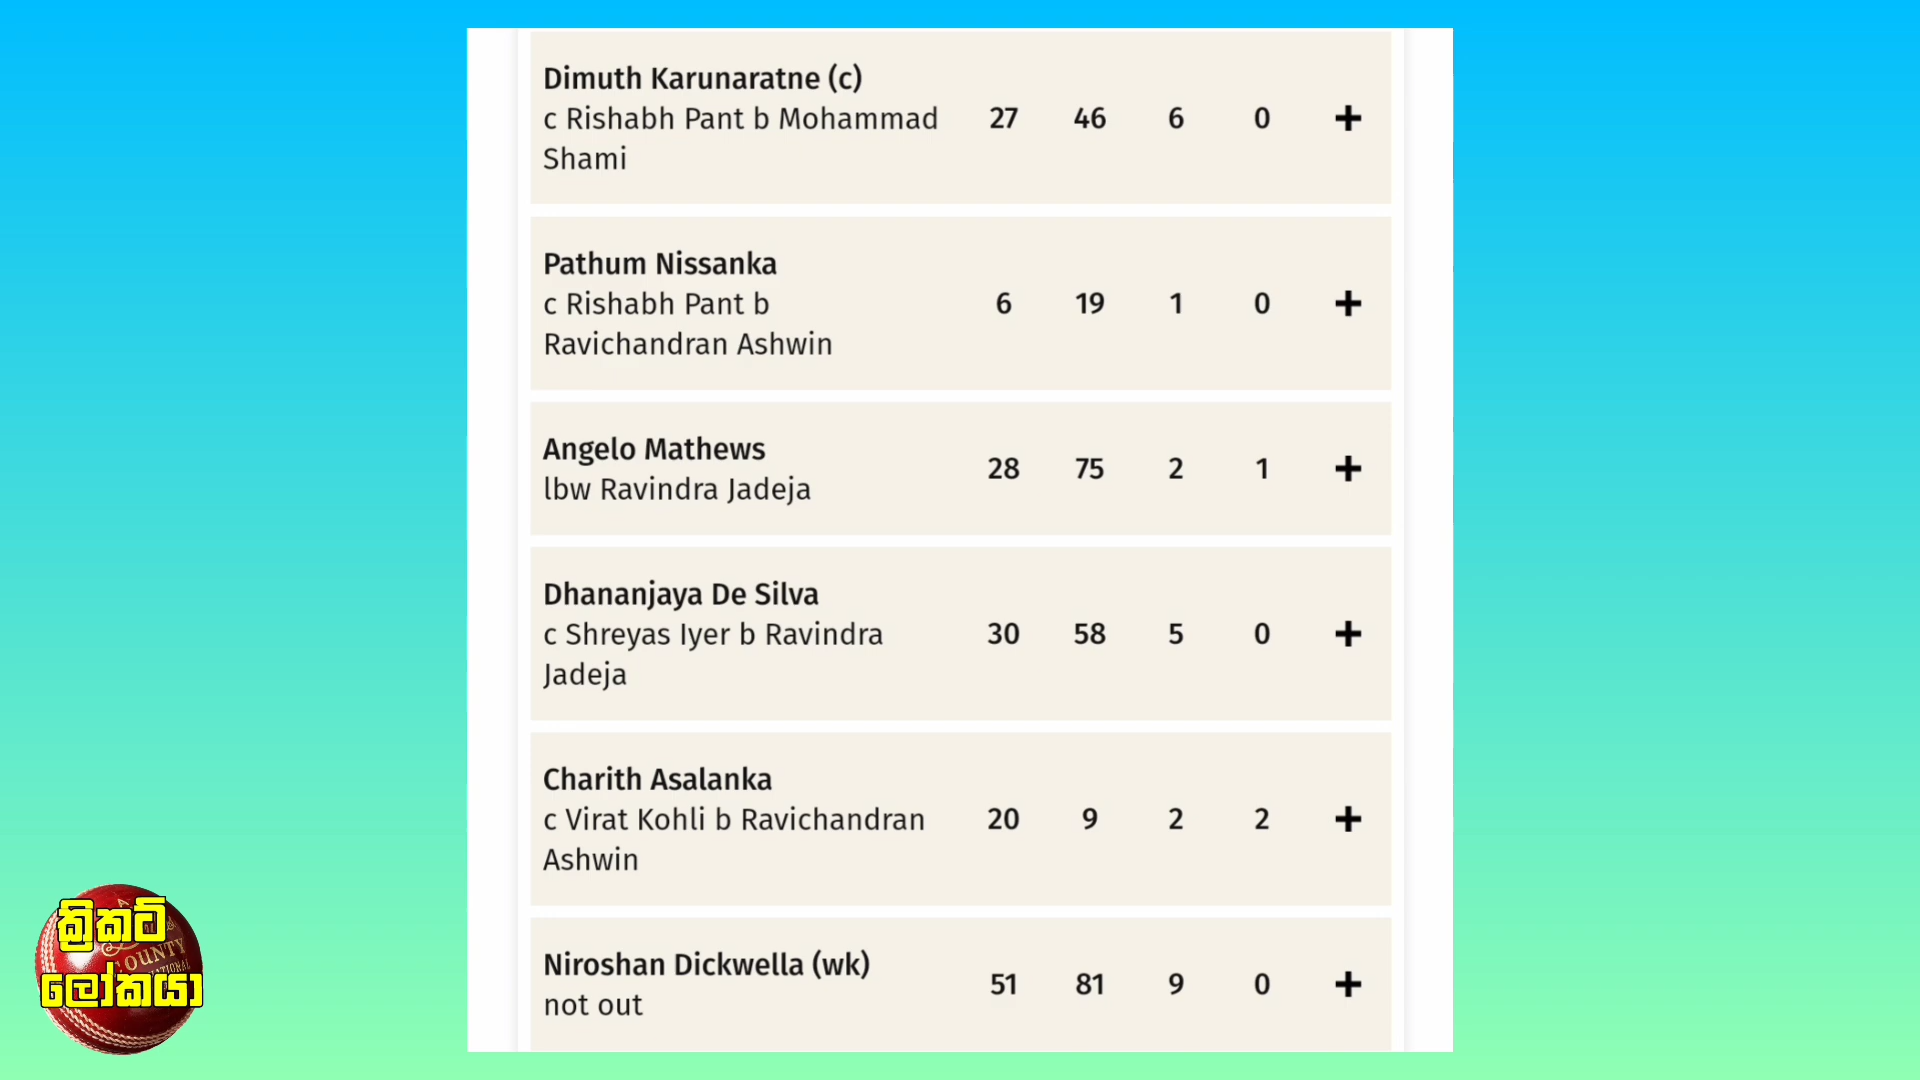 Dimuth Karunaratne (c)
c Rishabh Pant b Mohammad
Shami
27 46 6 0 +
Pathum Nissanka
c Rishabh Pant b
Ravichandran Ashwin
6 19 1 0 +
Angelo Mathews
lbw Ravindra Jadeja
28 75 2 1 +
Dhananjaya De Silva
c Shreyas Iyer b Ravindra
Jadeja
30 58 5 0 +
Charith Asalanka
c Virat Kohli b Ravichandran
Ashwin
20 9 2 2 +
Niroshan Dickwella (wk)
not out
51 81 9 0 +
ක්‍රිකට්
COUNTY
ලෝකයා